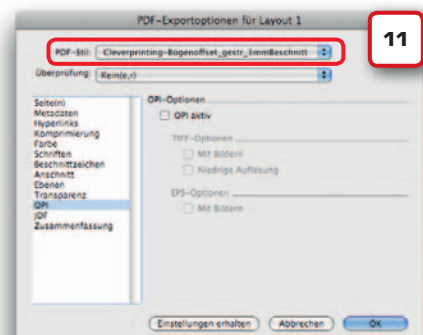 PDF-Exportoptionen für Layout 1
11
PDF-Stil: Cleverprinting-Bogenoffset_gestr_3mmBeschnitt
Überprüfung: Kein(e,r)
Seite(n)
Metadaten
Hyperlinks
Komprimierung
Farbe
Schriften
Beschnittzeichen
Anschnitt
Ebenen
Transparenz
OPI
JDF
Zusammenfassung
OPI-Optionen
OPI aktiv
TIFF-Optionen
Mit Bildern
Niedrige Auflösung
EPS-Optionen
Mit Bildern
Einstellungen erhalten
Abbrechen
OK